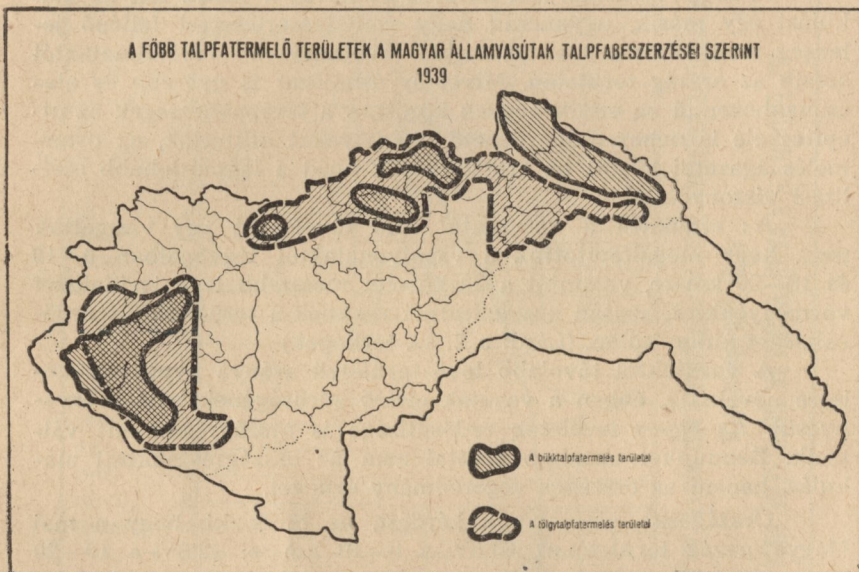 A FŐBB TALPFATERMELŐ TERÜLETEK A MAGYAR ÁLLAMVASÚTAK TALPFABESZERZÉSEI SZERINT
1939
A bükktalpfatermelés területei
A tölgytalpfatermelés területei